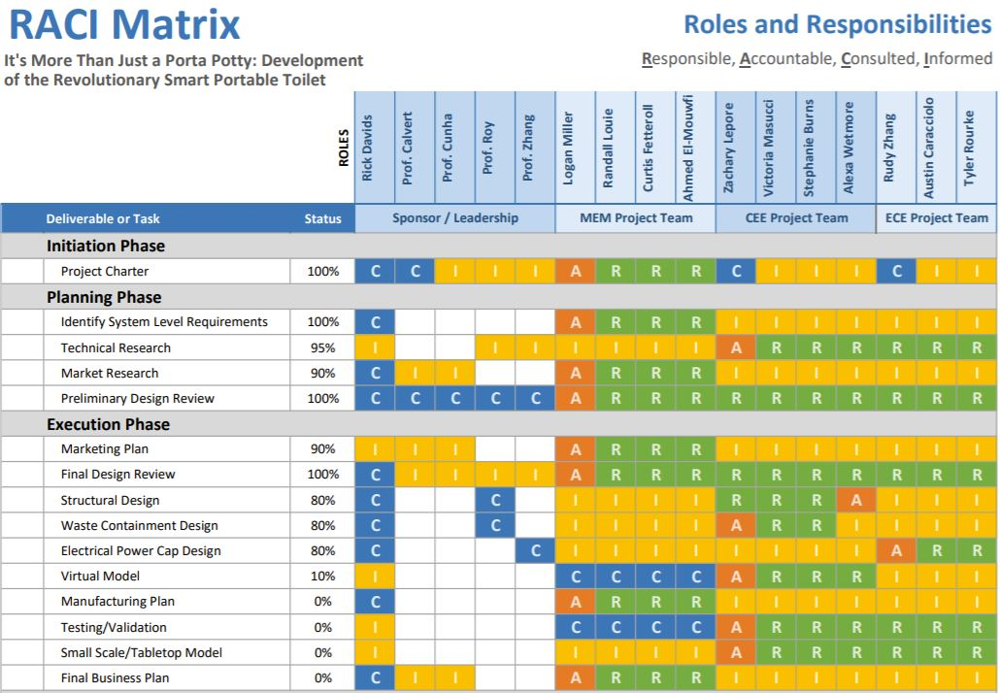 RACI Matrix
Roles and Responsibilities
It's More Than Just a Porta Potty: Development
of the Revolutionary Smart Portable Toilet
Responsible, Accountable, Consulted, Informed
ROLES
Rick Davids
Prof. Calvert
Prof. Cunha
Prof. Roy
Prof. Zhang
Logan Miller
Randall Louie
Curtis Fetteroll
Ahmed El-Mouwfi
Zachary Lepore
Victoria Masucci
Stephanie Burns
Alexa Wetmore
Rudy Zhang
Austin Caracciolo
Tyler Rourke
Deliverable or Task Status Sponsor / Leadership MEM Project Team CEE Project Team ECE Project Team
Initiation Phase
Project Charter 100% C C I I I A R R R C I I I C I I
Planning Phase
Identify System Level Requirements 100% C A R R R I I I I I I I
Technical Research 95% I I I I I I I A R R R R R R
Market Research 90% C I I A R R R I I I I I I I
Preliminary Design Review 100% C C C C C A R R R R R R R R R R
Execution Phase
Marketing Plan 90% I I I A R R R I I I I I I I
Final Design Review 100% C I I I I A R R R R R R R R R R
Structural Design 80% C C I I I I R R R A I I I
Waste Containment Design 80% C C I I I I A R R I I I I
Electrical Power Cap Design 80% C C I I I I I I I I A R R
Virtual Model 10% I C C C C A R R R I I I
Manufacturing Plan 0% C A R R R I I I I I I I
Testing/Validation 0% I C C C C A R R R R R R
Small Scale/Tabletop Model 0% I I I I I A R R R R R R
Final Business Plan 0% C I I A R R R I I I I I I I